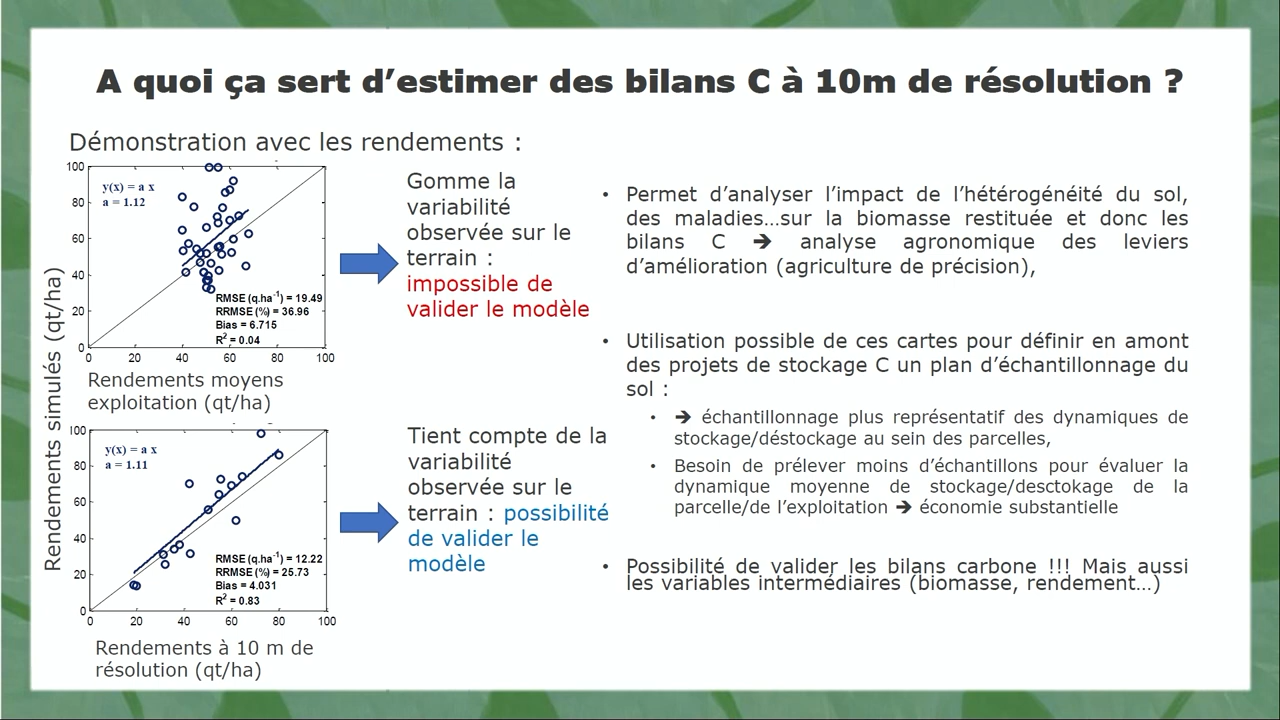 A quoi ça sert d’estimer des bilans C à 10m de résolution ?
Démonstration avec les rendements :
Rendements simulés (qt/ha)
100
80
60
40
20
0
y(x) = a x
a = 1.12
RMSE (q.ha-1) = 19.49
RRMSE (%) = 36.96
Bias = 6.715
R2 = 0.04
0 20 40 60 80 100
Rendements moyens
exploitation (qt/ha)
Gomme la
variabilité
observée sur le
terrain :
impossible de
valider le modèle
100
80
60
40
20
0
y(x) = a x
a = 1.11
RMSE (q.ha-1) = 12.22
RRMSE (%) = 25.73
Bias = 4.031
R2 = 0.83
0 20 40 60 80 100
Rendements à 10 m de
résolution (qt/ha)
Tient compte de la
variabilité
observée sur le
terrain : possibilité
de valider le
modèle
• Permet d’analyser l’impact de l’hétérogénéité du sol,
des maladies…sur la biomasse restituée et donc les
bilans C ➔ analyse agronomique des leviers
d’amélioration (agriculture de précision),
• Utilisation possible de ces cartes pour définir en amont
des projets de stockage C un plan d’échantillonnage du
sol :
• ➔ échantillonnage plus représentatif des dynamiques de
stockage/déstockage au sein des parcelles,
• Besoin de prélever moins d’échantillons pour évaluer la
dynamique moyenne de stockage/desctokage de la
parcelle/de l’exploitation ➔ économie substantielle
• Possibilité de valider les bilans carbone !!! Mais aussi
les variables intermédiaires (biomasse, rendement…)